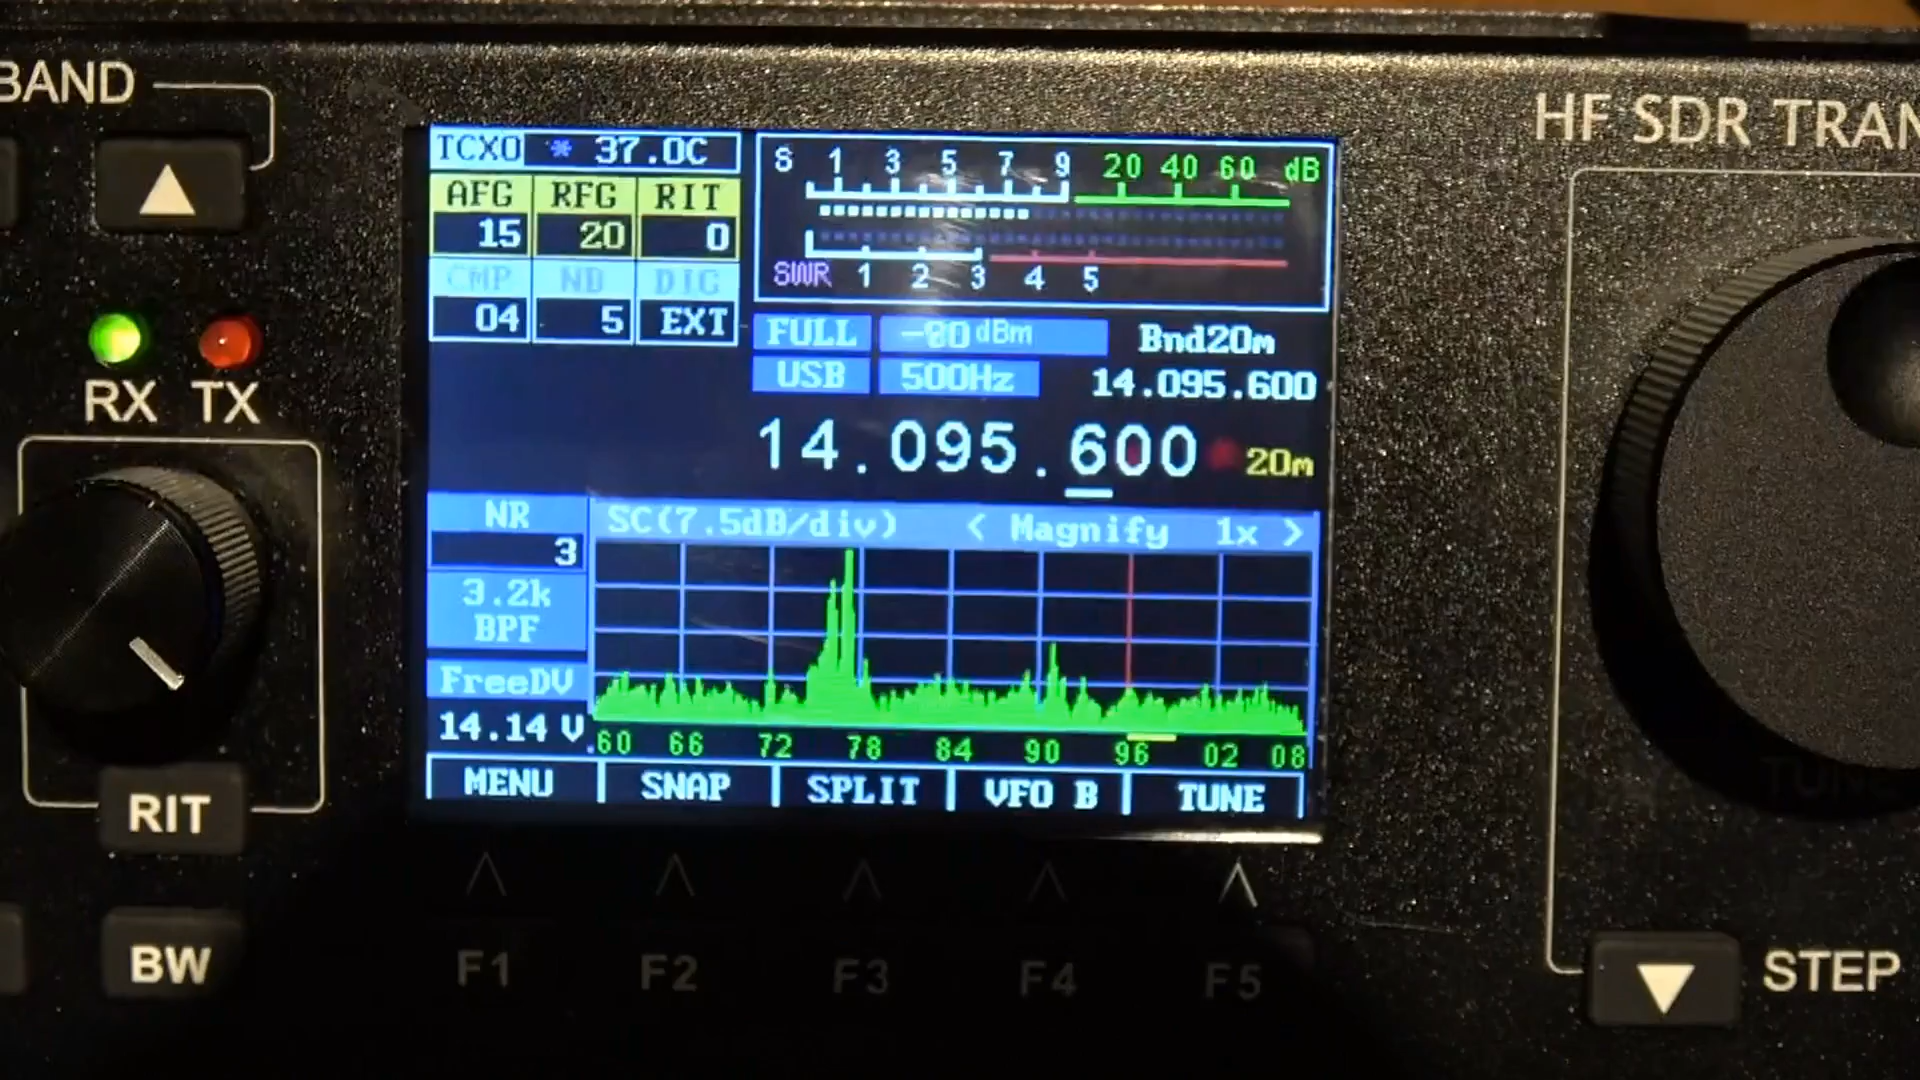 BAND
HF SDR TRAN
TCXO * 37.0C
AFG RFG RIT
15 20 0
CMP NB DIG
04 5 EXT
S 1 3 5 7 9 20 40 60 dB
SWR 1 2 3 4 5
RX TX
FULL dBm Bnd20m
USB 500Hz 14.095.600
14.095.600 20m
NR
3
SC(7.5dB/div) < Magnify 1x >
3.2k
BPF
FreeDV
14.14 V
.60 66 72 78 84 90 96 02 08
MENU SNAP SPLIT VFO B TUNE
RIT
BW
F1 F2 F3 F4 F5
STEP